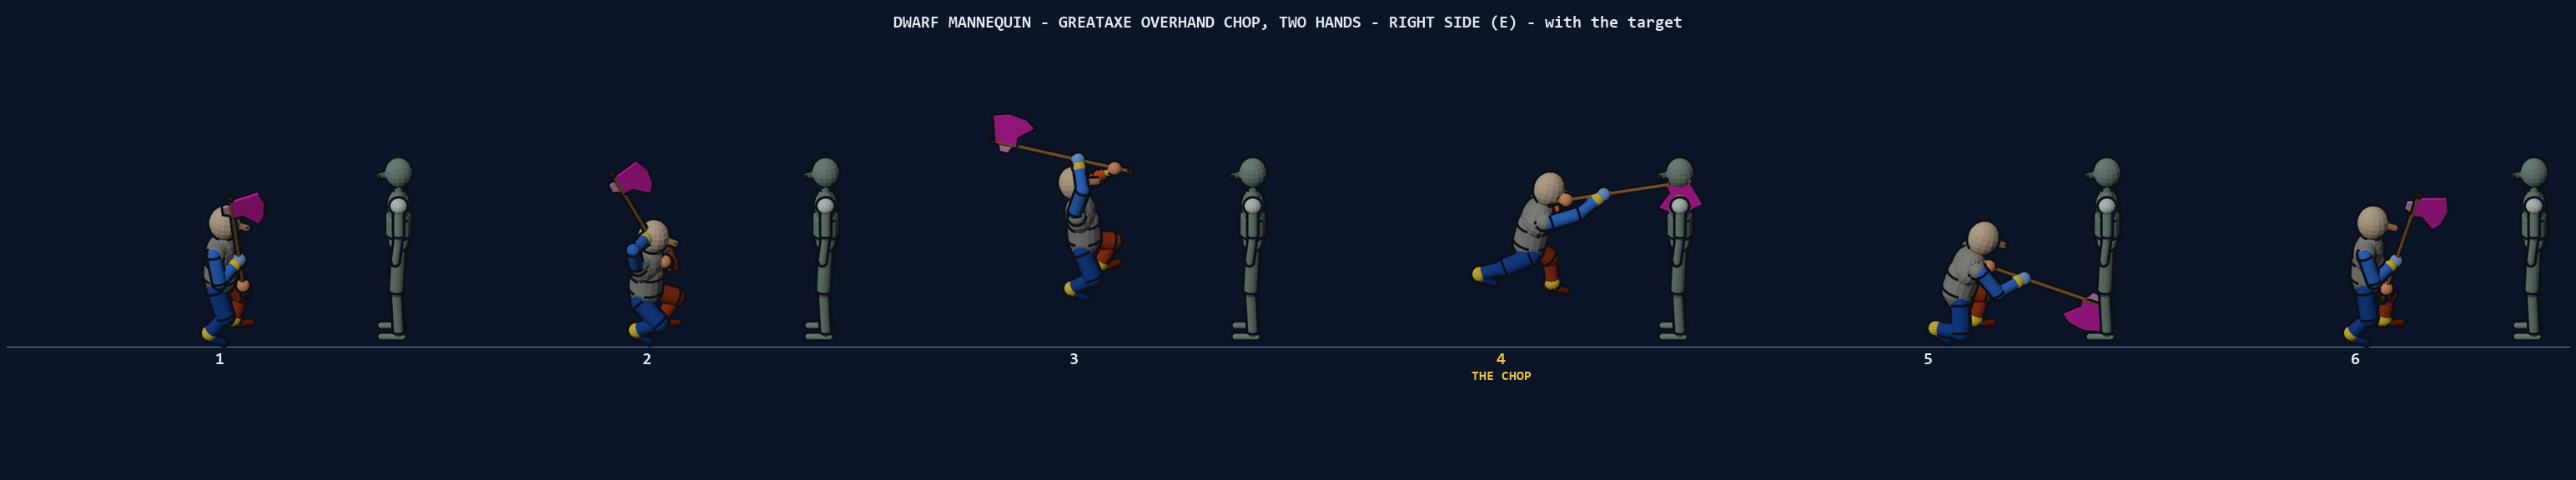 DWARF MANNEQUIN - GREATAXE OVERHAND CHOP, TWO HANDS - RIGHT SIDE (E) - with the target
1 2 3 4 5 6
THE CHOP